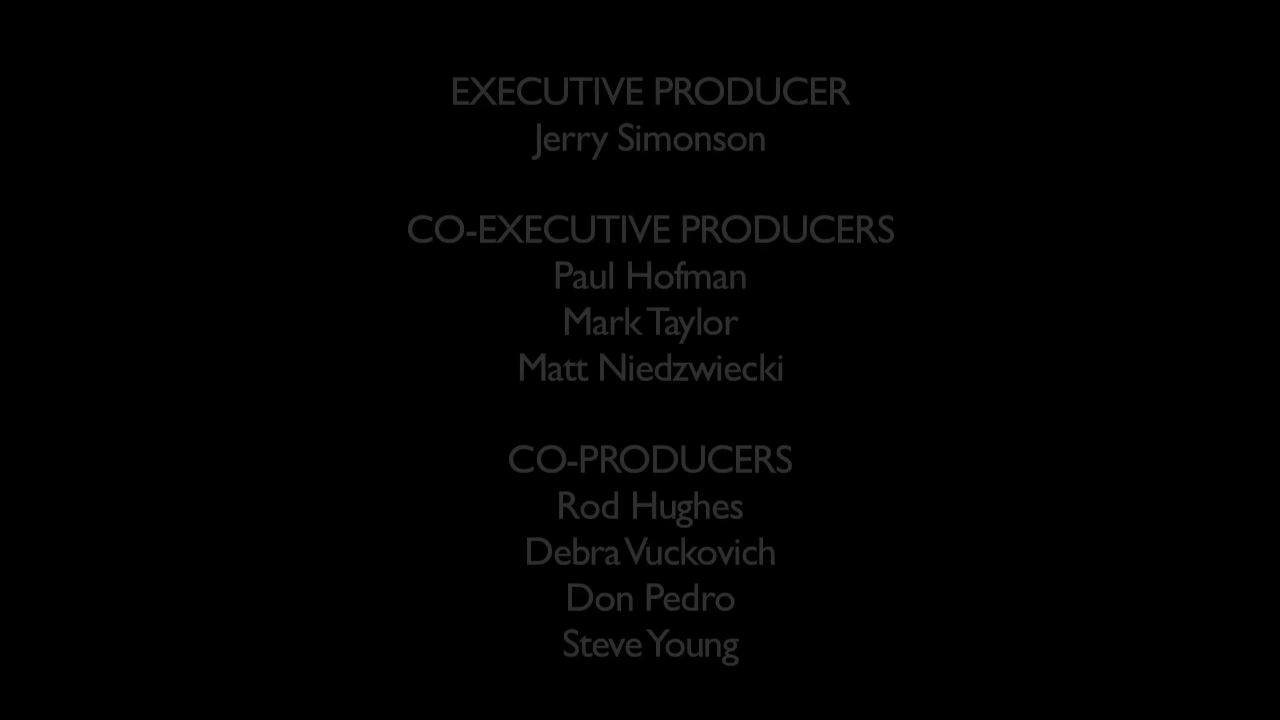 EXECUTIVE PRODUCER
Jerry Simonson
CO-EXECUTIVE PRODUCERS
Paul Hofman
Mark Taylor
Matt Niedzwiecki
CO-PRODUCERS
Rod Hughes
Debra Vuckovich
Don Pedro
Steve Young